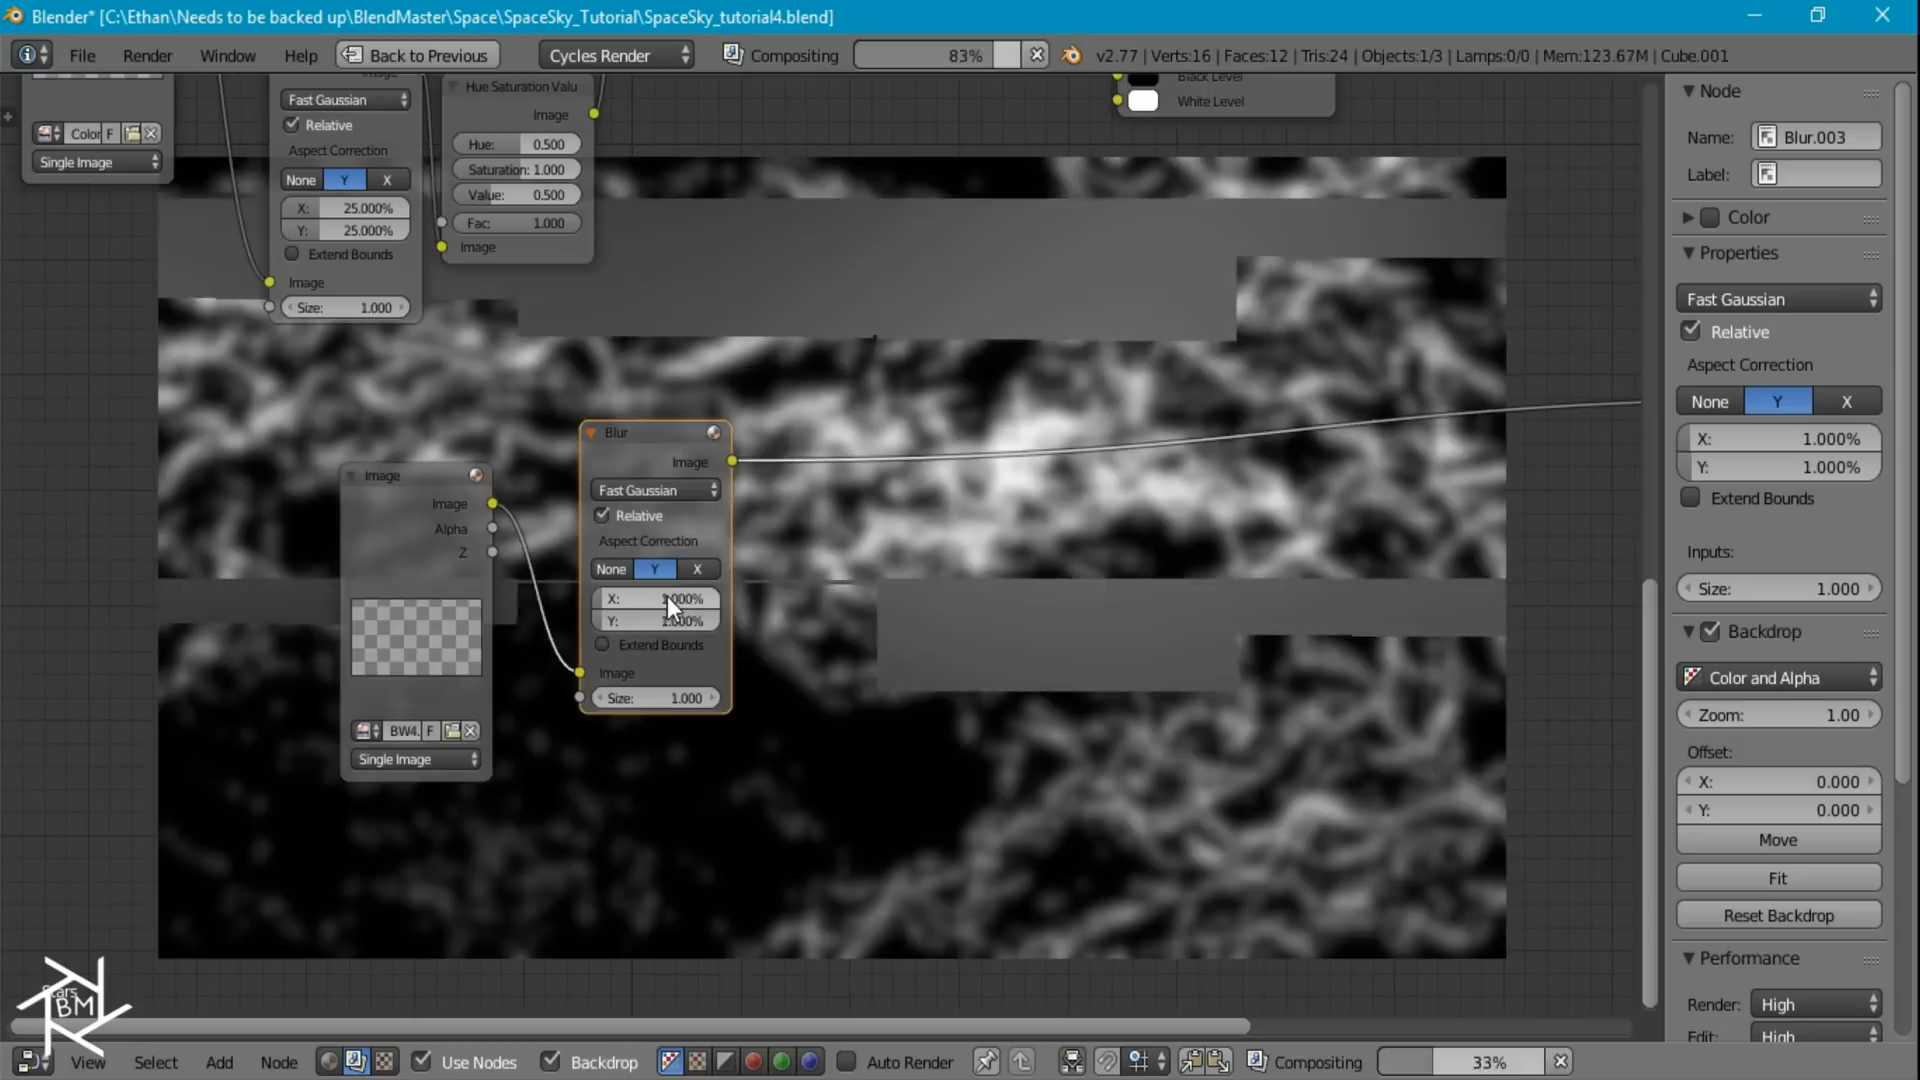 Blender* [C:\Ethan\Needs to be backed up\BlendMaster\Space\SpaceSky_Tutorial\SpaceSky_tutorial4.blend]
File Render Window Help Back to Previous Cycles Render Compositing 83% v2.77 | Verts:16 | Faces:12 | Tris:24 | Objects:1/3 | Lamps:0/0 | Mem:123.67M | Cube.001
Color F
Single Image
Fast Gaussian
Relative
Aspect Correction
None Y X
X: 25.000%
Y: 25.000%
Extend Bounds
Image
Size: 1.000
Hue Saturation Valu
Image
Hue: 0.500
Saturation: 1.000
Value: 0.500
Fac: 1.000
Image
Black Level
White Level
Image
Image
Alpha
Z
BW4. F
Single Image
Blur
Image
Fast Gaussian
Relative
Aspect Correction
None Y X
X: 1.000%
Y: 1.000%
Extend Bounds
Image
Size: 1.000
Node
Name: Blur.003
Label:
Color
Properties
Fast Gaussian
Relative
Aspect Correction
None Y X
X: 1.000%
Y: 1.000%
Extend Bounds
Inputs:
Size: 1.000
Backdrop
Color and Alpha
Zoom: 1.00
Offset:
X: 0.000
Y: 0.000
Move
Fit
Reset Backdrop
Performance
Render: High
Edit: High
Stars
BM
View Select Add Node Use Nodes Backdrop Auto Render Compositing 33%